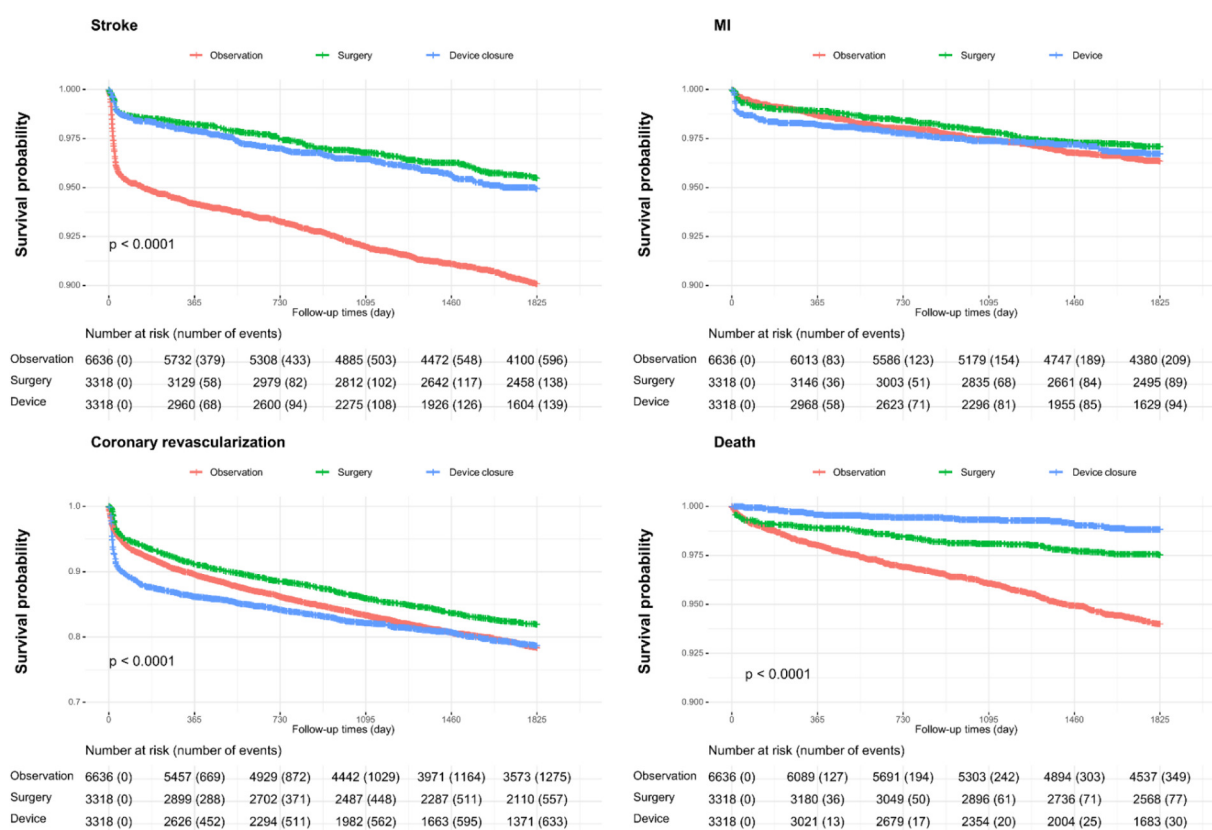 Stroke
Observation Surgery Device closure
Survival probability
1.000
0.975
0.950
0.925
0.900
p < 0.0001
0 365 730 1095 1460 1825
Follow-up times (day)
Number at risk (number of events)
Observation 6636 (0) 5732 (379) 5308 (433) 4885 (503) 4472 (548) 4100 (596)
Surgery 3318 (0) 3129 (58) 2979 (82) 2812 (102) 2642 (117) 2458 (138)
Device 3318 (0) 2960 (68) 2600 (94) 2275 (108) 1926 (126) 1604 (139)
MI
Observation Surgery Device
Survival probability
1.000
0.975
0.950
0.925
0.900
0 365 730 1095 1460 1825
Follow-up times (day)
Number at risk (number of events)
Observation 6636 (0) 6013 (83) 5586 (123) 5179 (154) 4747 (189) 4380 (209)
Surgery 3318 (0) 3146 (36) 3003 (51) 2835 (68) 2661 (84) 2495 (89)
Device 3318 (0) 2968 (58) 2623 (71) 2296 (81) 1955 (85) 1629 (94)
Coronary revascularization
Observation Surgery Device closure
Survival probability
1.0
0.9
0.8
0.7
p < 0.0001
0 365 730 1095 1460 1825
Follow-up times (day)
Number at risk (number of events)
Observation 6636 (0) 5457 (669) 4929 (872) 4442 (1029) 3971 (1164) 3573 (1275)
Surgery 3318 (0) 2899 (288) 2702 (371) 2487 (448) 2287 (511) 2110 (557)
Device 3318 (0) 2626 (452) 2294 (511) 1982 (562) 1663 (595) 1371 (633)
Death
Observation Surgery Device closure
Survival probability
1.000
0.975
0.950
0.925
0.900
p < 0.0001
0 365 730 1095 1460 1825
Follow-up times (day)
Number at risk (number of events)
Observation 6636 (0) 6089 (127) 5691 (194) 5303 (242) 4894 (303) 4537 (349)
Surgery 3318 (0) 3180 (36) 3049 (50) 2896 (61) 2736 (71) 2568 (77)
Device 3318 (0) 3021 (13) 2679 (17) 2354 (20) 2004 (25) 1683 (30)